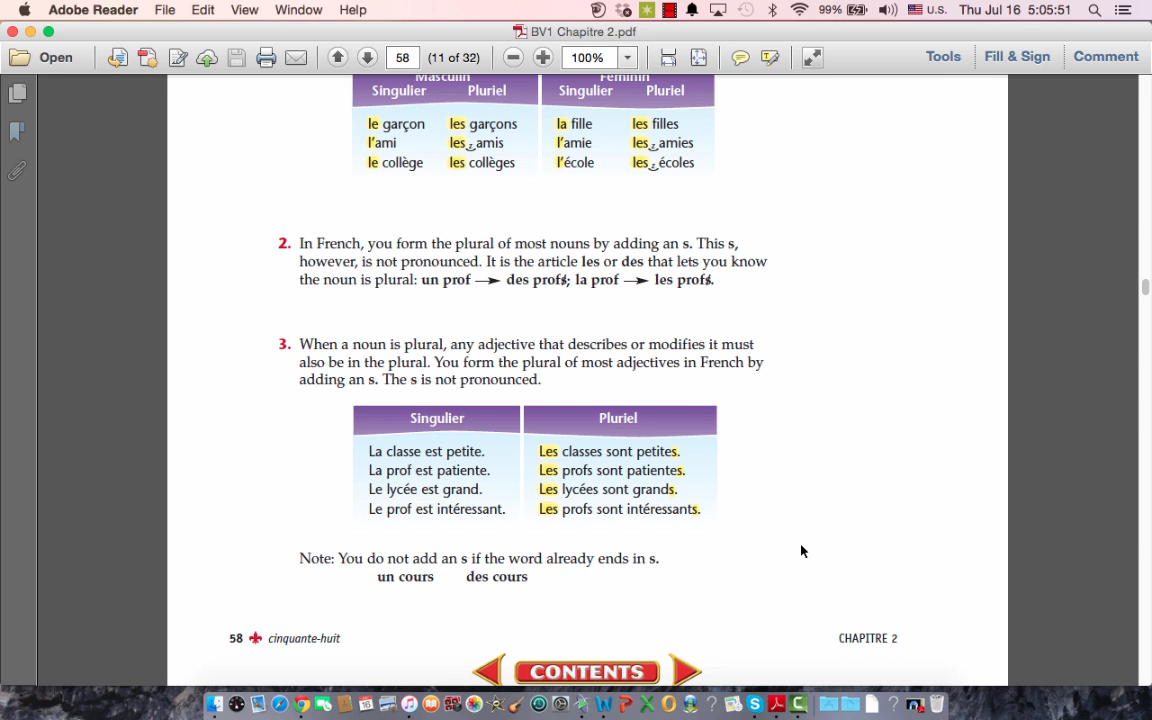 Adobe Reader File Edit View Window Help 99% U.S. Thu Jul 16 5:05:51
BV1 Chapitre 2.pdf
Open 58 (11 of 32) 100% Tools Fill & Sign Comment
Masculin Féminin
Singulier Pluriel Singulier Pluriel
le garçon les garçons la fille les filles
l'ami les amis l'amie les amies
le collège les collèges l'école les écoles
2. In French, you form the plural of most nouns by adding an s. This s,
however, is not pronounced. It is the article les or des that lets you know
the noun is plural: un prof → des profs; la prof → les profs.
3. When a noun is plural, any adjective that describes or modifies it must
also be in the plural. You form the plural of most adjectives in French by
adding an s. The s is not pronounced.
Singulier Pluriel
La classe est petite. Les classes sont petites.
La prof est patiente. Les profs sont patientes.
Le lycée est grand. Les lycées sont grands.
Le prof est intéressant. Les profs sont intéressants.
Note: You do not add an s if the word already ends in s.
un cours des cours
58 cinquante-huit CHAPITRE 2
CONTENTS